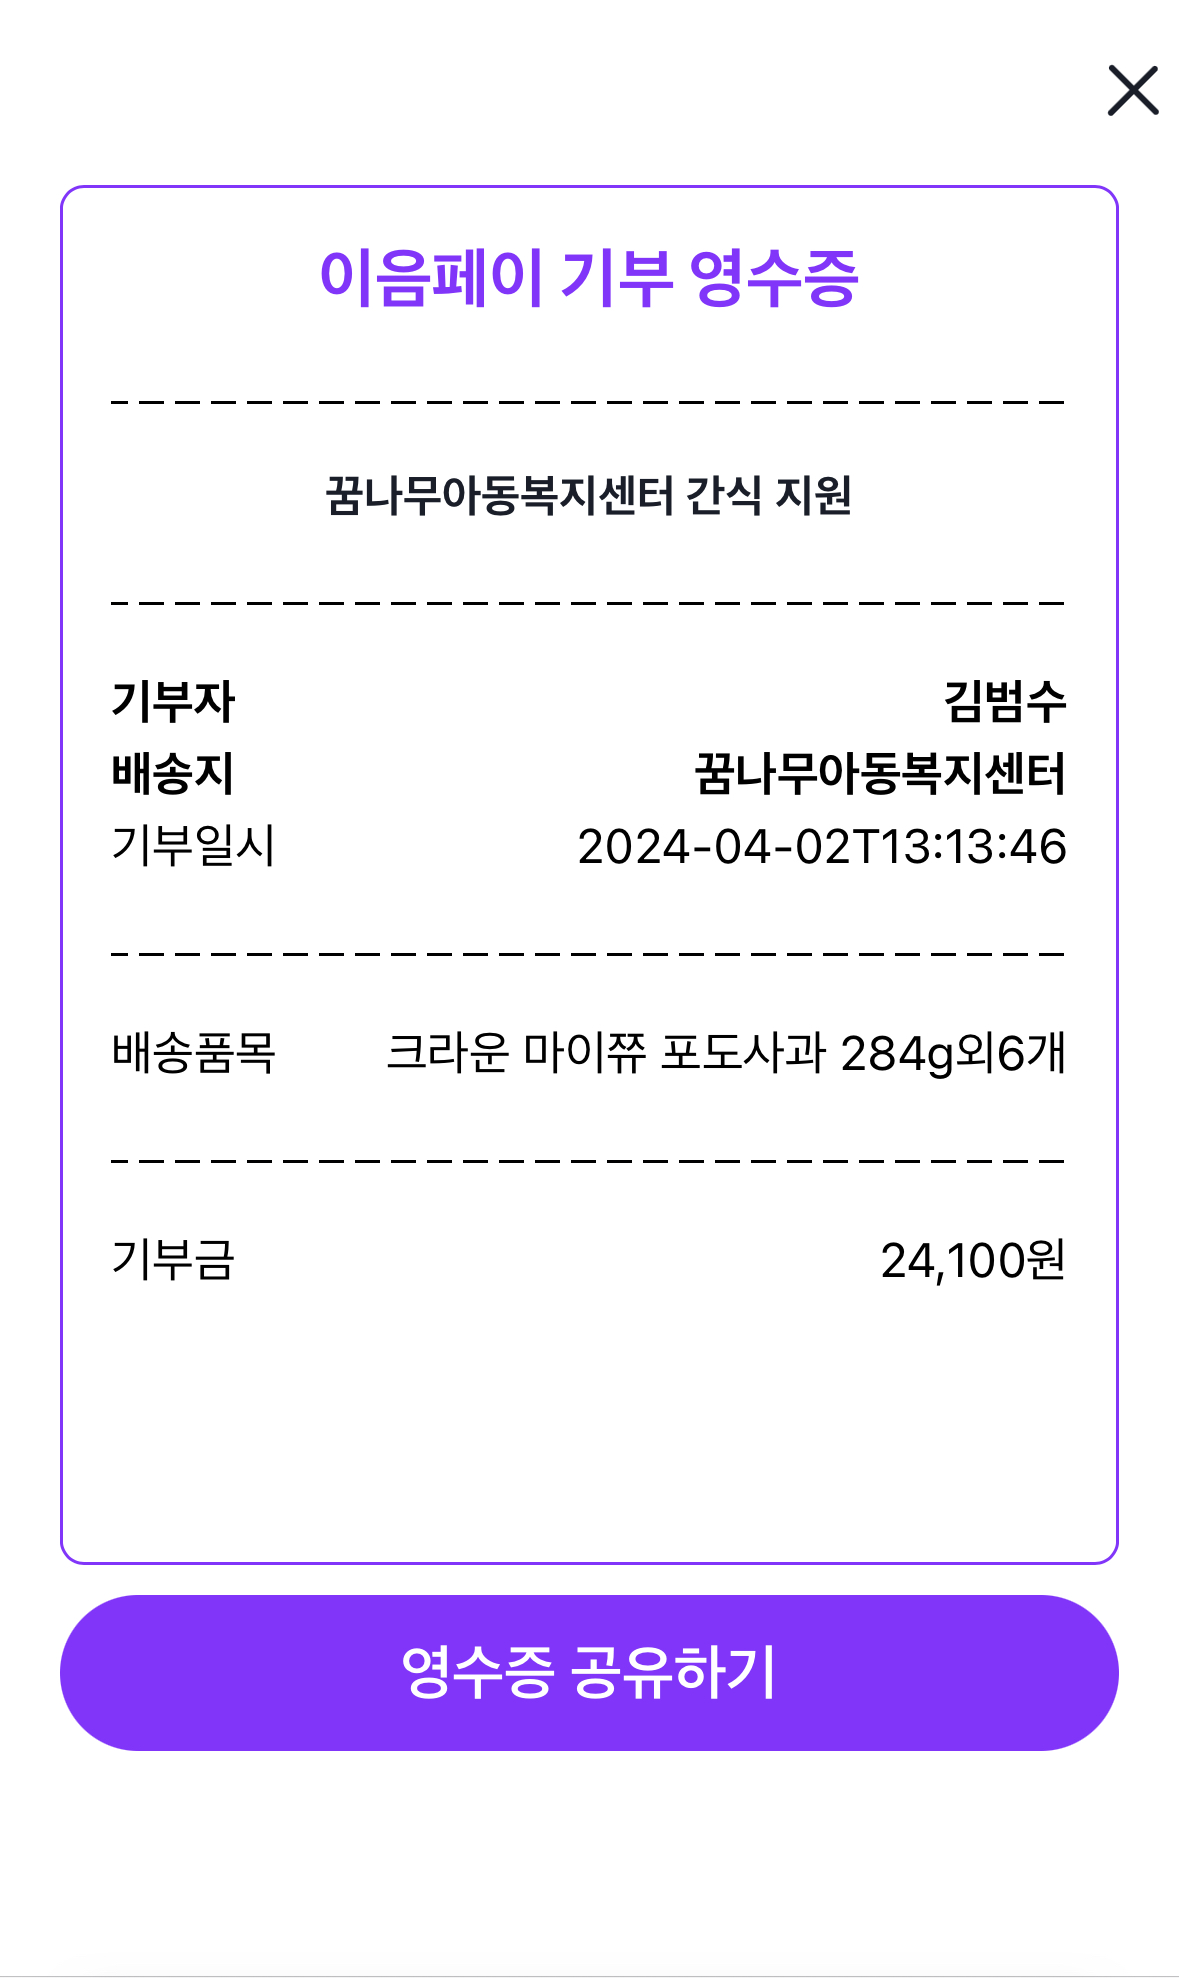 이음페이 기부 영수증
꿈나무아동복지센터 간식 지원
기부자 김범수
배송지 꿈나무아동복지센터
기부일시 2024-04-02T13:13:46
배송품목 크라운 마이쮸 포도사과 284g외6개
기부금 24,100원
영수증 공유하기